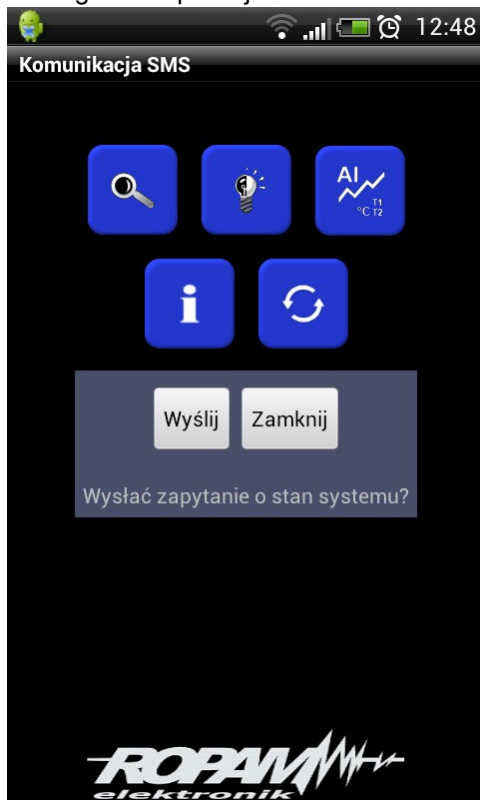 12:48
Komunikacja SMS
AI
°C T1
T2
i
Wyślij Zamknij
Wysłać zapytanie o stan systemu?
ROPAM
elektronik